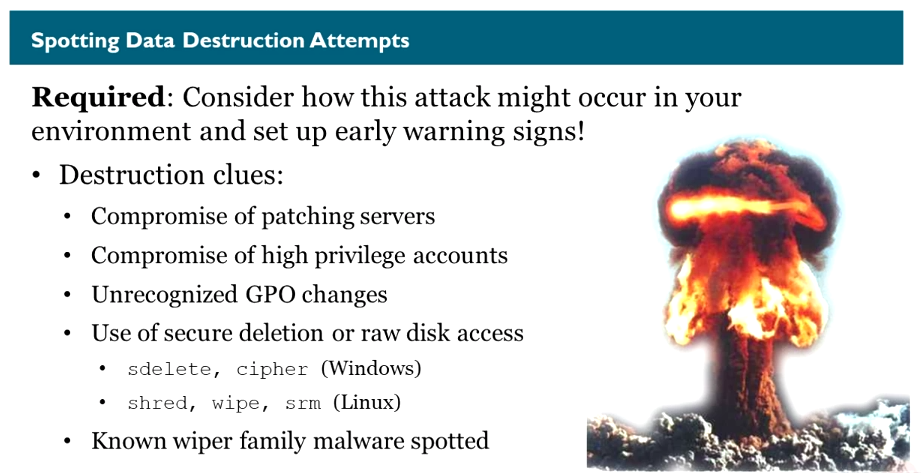 Spotting Data Destruction Attempts
Required: Consider how this attack might occur in your
environment and set up early warning signs!
• Destruction clues:
• Compromise of patching servers
• Compromise of high privilege accounts
• Unrecognized GPO changes
• Use of secure deletion or raw disk access
• sdelete, cipher (Windows)
• shred, wipe, srm (Linux)
• Known wiper family malware spotted